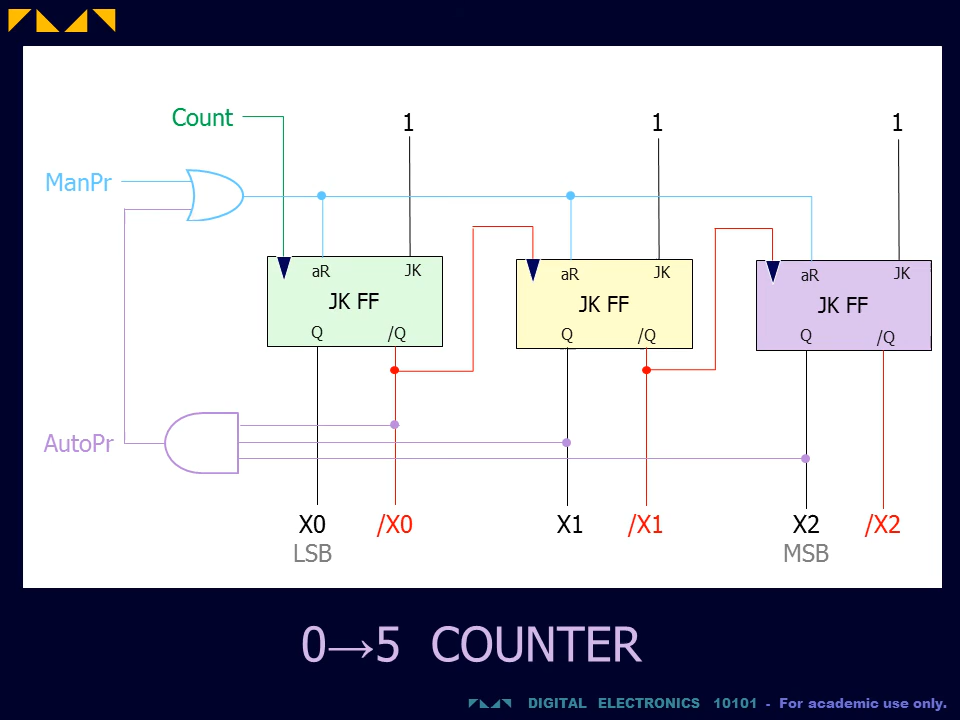 Count
1
1
1
ManPr
aR
JK
JK FF
Q
/Q
aR
JK
JK FF
Q
/Q
aR
JK
JK FF
Q
/Q
AutoPr
X0
/X0
X1
/X1
X2
/X2
LSB
MSB
0→5 COUNTER
DIGITAL ELECTRONICS 10101 - For academic use only.